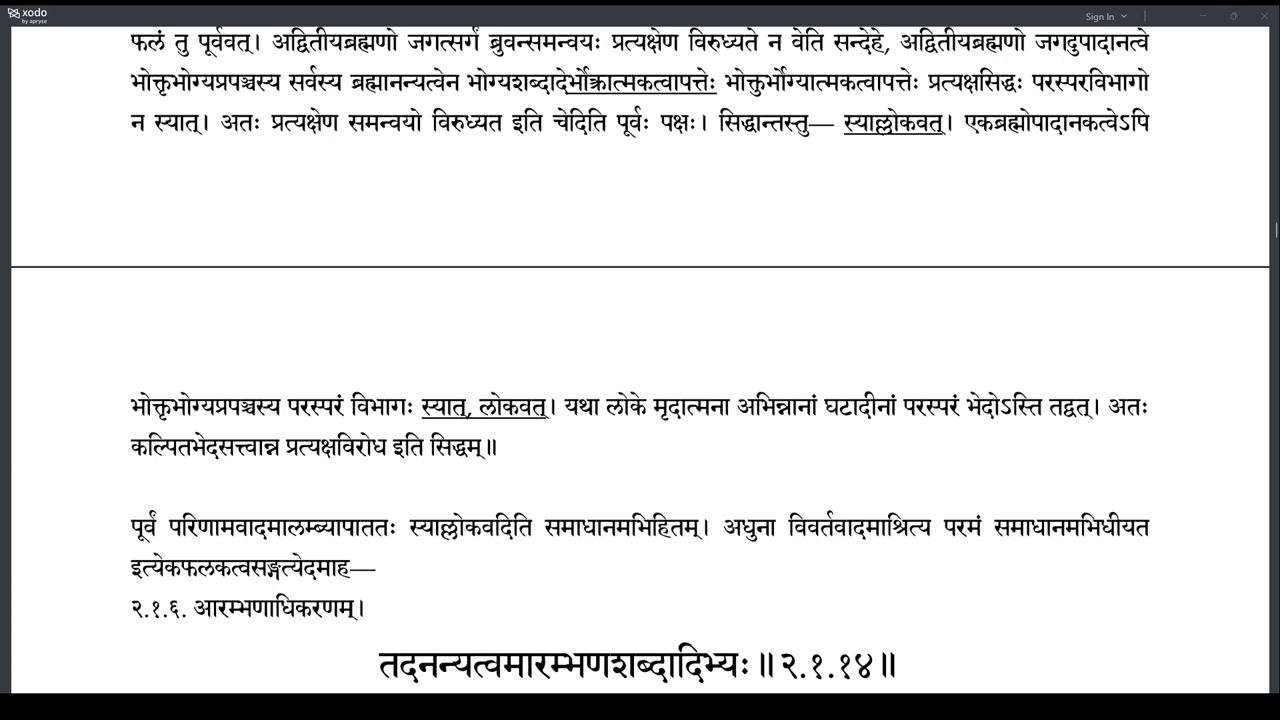 xodo
by apryse
Sign In
फलं तु पूर्ववत्। अद्वितीयब्रह्मणो जगत्सर्गं ब्रुवन्समन्वयः प्रत्यक्षेण विरुध्यते न वेति सन्देहे, अद्वितीयब्रह्मणो जगदुपादानत्वे
भोक्तृभोग्यप्रपञ्चस्य सर्वस्य ब्रह्मानन्यत्वेन भोग्यशब्दादेर्भोक्त्रात्मकत्वापत्तेः भोक्तुर्भोग्यात्मकत्वापत्तेः प्रत्यक्षसिद्धः परस्परविभागो
न स्यात्। अतः प्रत्यक्षेण समन्वयो विरुध्यत इति चेदिति पूर्वः पक्षः। सिद्धान्तस्तु— स्याल्लोकवत्। एकब्रह्मोपादानकत्वेऽपि
भोक्तृभोग्यप्रपञ्चस्य परस्परं विभागः स्यात्, लोकवत्। यथा लोके मृदात्मना अभिन्नानां घटादीनां परस्परं भेदोऽस्ति तद्वत्। अतः
कल्पितभेदसत्त्वान्न प्रत्यक्षविरोध इति सिद्धम्॥
पूर्वं परिणामवादमालम्ब्यापाततः स्याल्लोकवदिति समाधानमभिहितम्। अधुना विवर्तवादमाश्रित्य परमं समाधानमभिधीयत
इत्येकफलकत्वसङ्गत्येदमाह—
२.१.६. आरम्भणाधिकरणम्।
तदनन्यत्वमारम्भणशब्दादिभ्यः॥२.१.१४॥